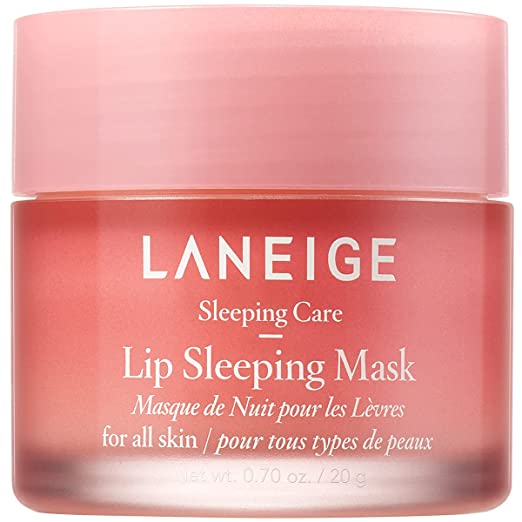 LANEIGE
Sleeping Care
Lip Sleeping Mask
Masque de Nuit pour les Lèvres
for all skin / pour tous types de peaux
net wt. 0.70 oz. / 20 g